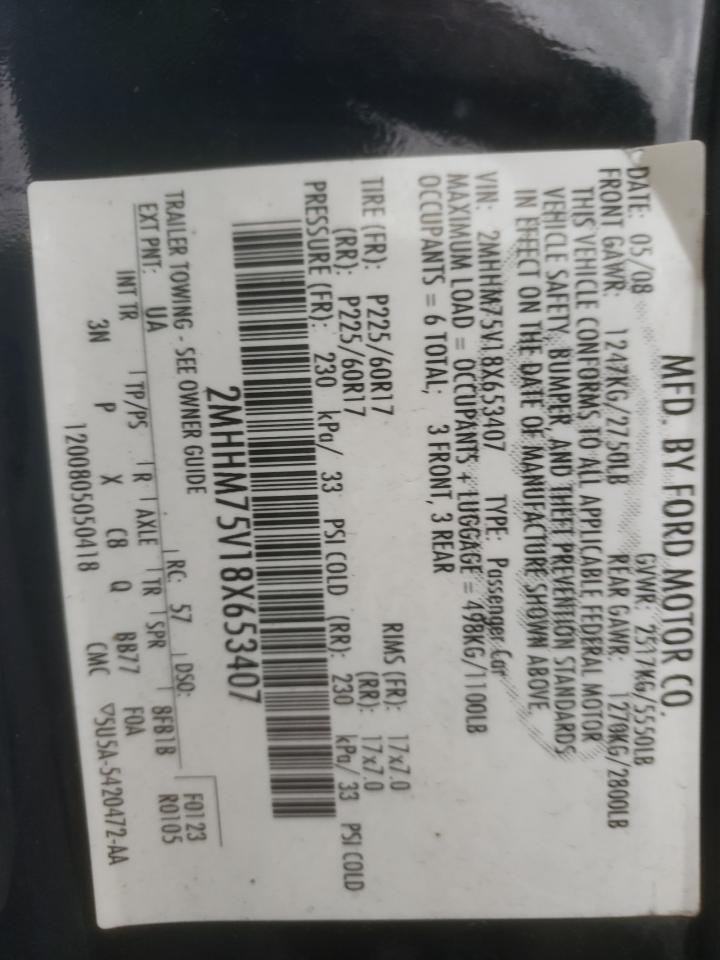 MFD. BY FORD MOTOR CO.
DATE: 05/08 GVWR: 2517KG/5550LB
FRONT GAWR: 1247KG/2750LB REAR GAWR: 1270KG/2800LB
THIS VEHICLE CONFORMS TO ALL APPLICABLE FEDERAL MOTOR
VEHICLE SAFETY, BUMPER, AND THEFT PREVENTION STANDARDS
IN EFFECT ON THE DATE OF MANUFACTURE SHOWN ABOVE.
VIN: 2MHHM75V18X653407 TYPE: Passenger Car
MAXIMUM LOAD = OCCUPANTS + LUGGAGE = 498KG/1100LB
OCCUPANTS = 6 TOTAL, 3 FRONT, 3 REAR
TIRE (FR): P225/60R17 RIMS (FR): 17x7.0
(RR): P225/60R17 (RR): 17x7.0
PRESSURE (FR): 230 kPa/ 33 PSI COLD (RR): 230 kPa/ 33 PSI COLD
2MHHM75V18X653407
TRAILER TOWING - SEE OWNER GUIDE
EXT PNT: UA RC: 57 DSO: F0123
R0105
INT TR TP/PS R AXLE TR SPR 8FB1B
3N P X C8 Q BB77 F0A
1200805050418 CMC ▽5U5A-5420472-AA